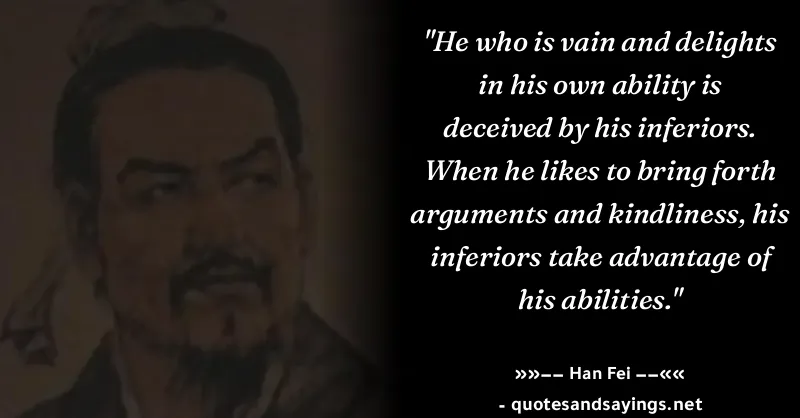 "He who is vain and delights
in his own ability is
deceived by his inferiors.
When he likes to bring forth
arguments and kindliness, his
inferiors take advantage of
his abilities."
»»–– Han Fei ––««
- quotesandsayings.net